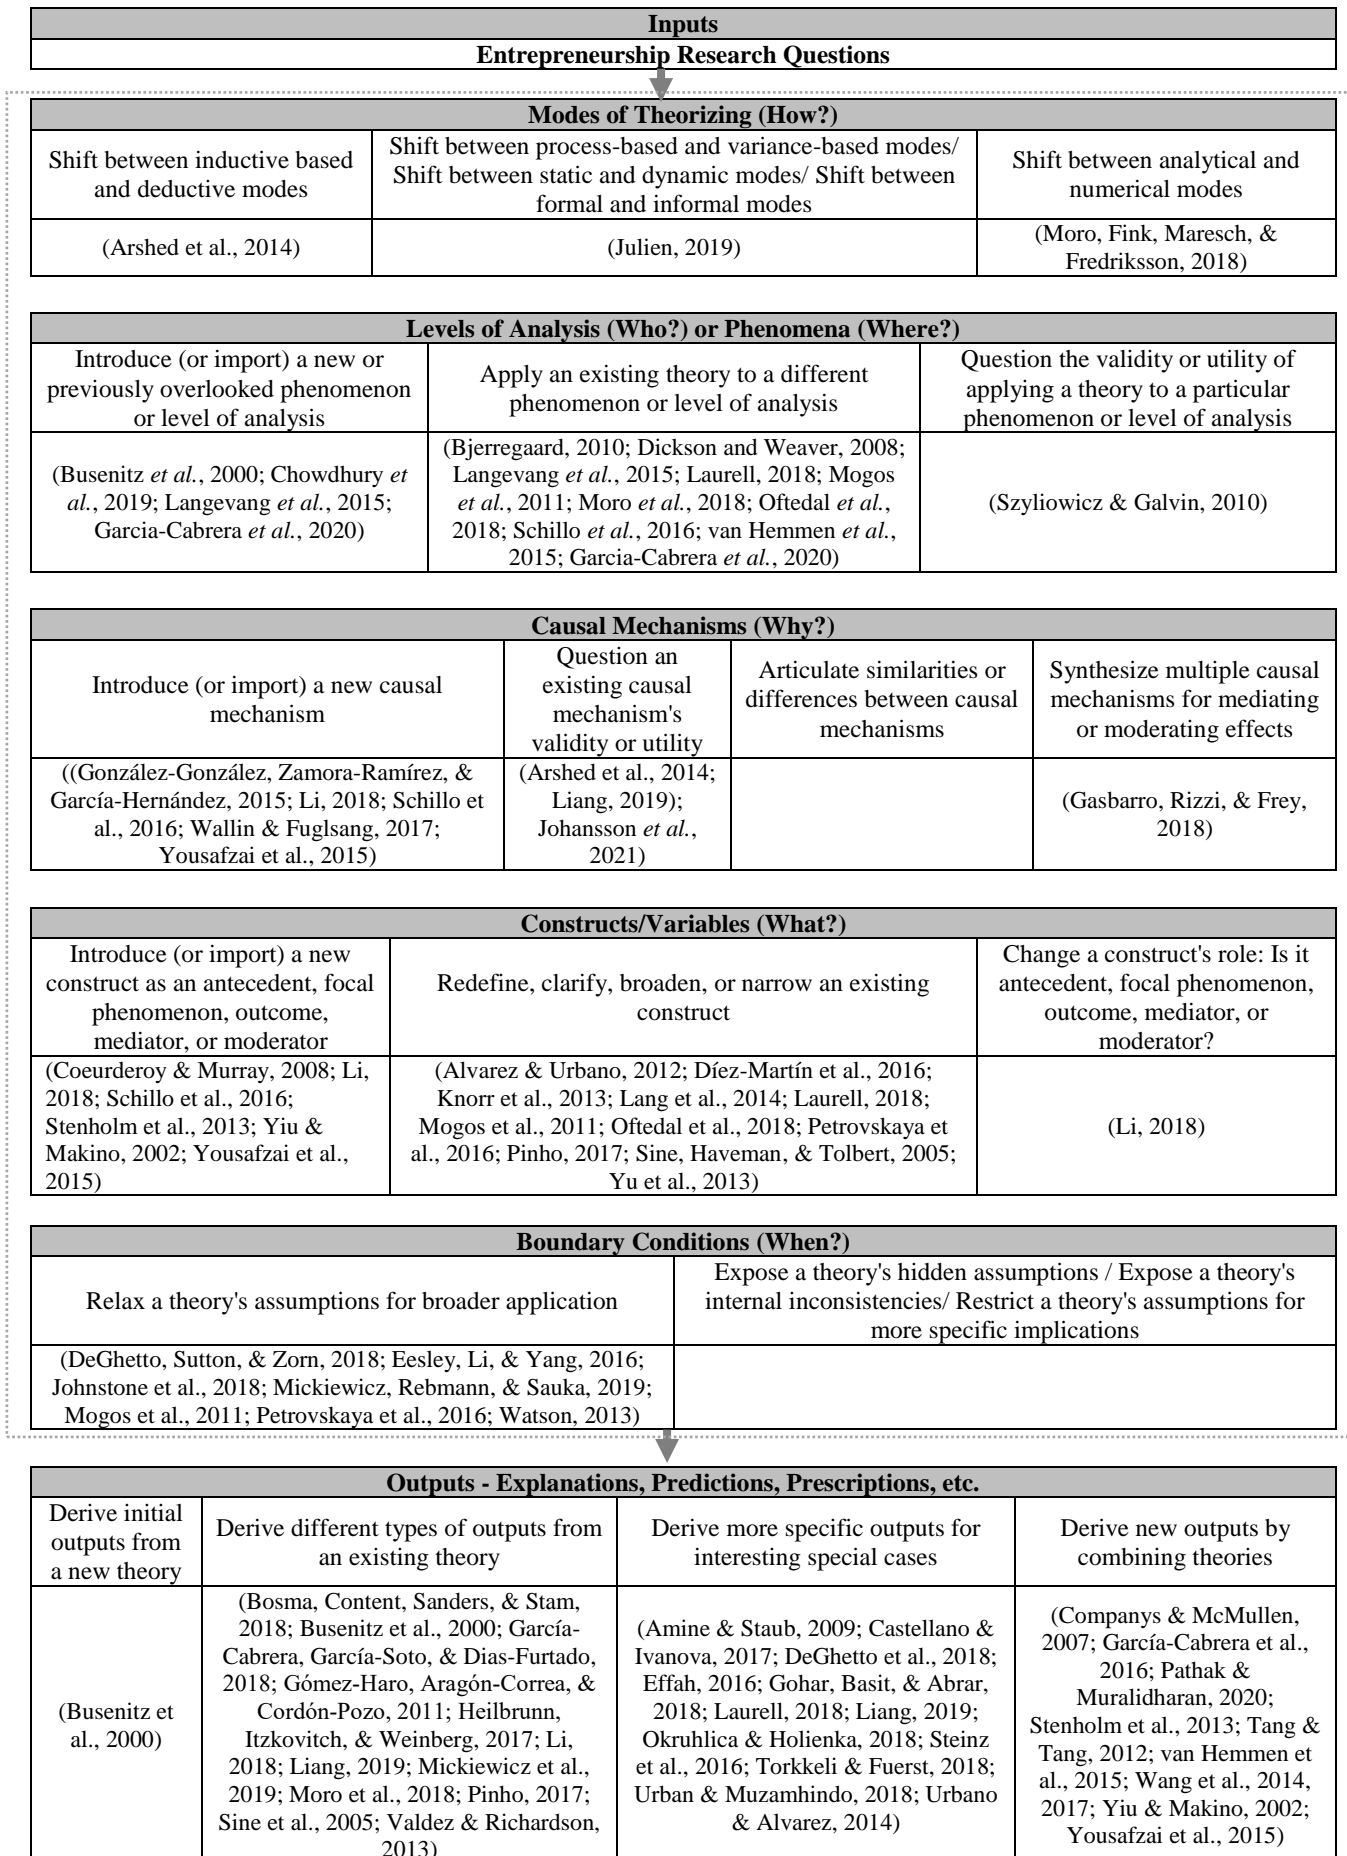 Inputs
Entrepreneurship Research Questions
Modes of Theorizing (How?)
Shift between inductive based
and deductive modes
Shift between process-based and variance-based modes/
Shift between static and dynamic modes/ Shift between
formal and informal modes
Shift between analytical and
numerical modes
(Arshed et al., 2014)
(Julien, 2019)
(Moro, Fink, Maresch, &
Fredriksson, 2018)
Levels of Analysis (Who?) or Phenomena (Where?)
Introduce (or import) a new or
previously overlooked phenomenon
or level of analysis
Apply an existing theory to a different
phenomenon or level of analysis
Question the validity or utility of
applying a theory to a particular
phenomenon or level of analysis
(Busenitz et al., 2000; Chowdhury et
al., 2019; Langevang et al., 2015;
Garcia-Cabrera et al., 2020)
(Bjerregaard, 2010; Dickson and Weaver, 2008;
Langevang et al., 2015; Laurell, 2018; Mogos
et al., 2011; Moro et al., 2018; Oftedal et al.,
2018; Schillo et al., 2016; van Hemmen et al.,
2015; Garcia-Cabrera et al., 2020)
(Szyliowicz & Galvin, 2010)
Causal Mechanisms (Why?)
Introduce (or import) a new causal
mechanism
Question an
existing causal
mechanism's
validity or utility
Articulate similarities or
differences between causal
mechanisms
Synthesize multiple causal
mechanisms for mediating
or moderating effects
((González-González, Zamora-Ramírez, &
García-Hernández, 2015; Li, 2018; Schillo et
al., 2016; Wallin & Fuglsang, 2017;
Yousafzai et al., 2015)
(Arshed et al., 2014;
Liang, 2019);
Johansson et al.,
2021)
(Gasbarro, Rizzi, & Frey,
2018)
Constructs/Variables (What?)
Introduce (or import) a new
construct as an antecedent, focal
phenomenon, outcome,
mediator, or moderator
Redefine, clarify, broaden, or narrow an existing
construct
Change a construct's role: Is it
antecedent, focal phenomenon,
outcome, mediator, or
moderator?
(Coeurderoy & Murray, 2008; Li,
2018; Schillo et al., 2016;
Stenholm et al., 2013; Yiu &
Makino, 2002; Yousafzai et al.,
2015)
(Alvarez & Urbano, 2012; Díez-Martín et al., 2016;
Knorr et al., 2013; Lang et al., 2014; Laurell, 2018;
Mogos et al., 2011; Oftedal et al., 2018; Petrovskaya et
al., 2016; Pinho, 2017; Sine, Haveman, & Tolbert, 2005;
Yu et al., 2013)
(Li, 2018)
Boundary Conditions (When?)
Relax a theory's assumptions for broader application
Expose a theory's hidden assumptions / Expose a theory's
internal inconsistencies/ Restrict a theory's assumptions for
more specific implications
(DeGhetto, Sutton, & Zorn, 2018; Eesley, Li, & Yang, 2016;
Johnstone et al., 2018; Mickiewicz, Rebmann, & Sauka, 2019;
Mogos et al., 2011; Petrovskaya et al., 2016; Watson, 2013)
Outputs - Explanations, Predictions, Prescriptions, etc.
Derive initial
outputs from
a new theory
Derive different types of outputs from
an existing theory
Derive more specific outputs for
interesting special cases
Derive new outputs by
combining theories
(Busenitz et
al., 2000)
(Bosma, Content, Sanders, & Stam,
2018; Busenitz et al., 2000; García-
Cabrera, García-Soto, & Dias-Furtado,
2018; Gómez-Haro, Aragón-Correa, &
Cordón-Pozo, 2011; Heilbrunn,
Itzkovitch, & Weinberg, 2017; Li,
2018; Liang, 2019; Mickiewicz et al.,
2019; Moro et al., 2018; Pinho, 2017;
Sine et al., 2005; Valdez & Richardson,
2013)
(Amine & Staub, 2009; Castellano &
Ivanova, 2017; DeGhetto et al., 2018;
Effah, 2016; Gohar, Basit, & Abrar,
2018; Laurell, 2018; Liang, 2019;
Okruhlica & Holienka, 2018; Steinz
et al., 2016; Torkkeli & Fuerst, 2018;
Urban & Muzamhindo, 2018; Urbano
& Alvarez, 2014)
(Companys & McMullen,
2007; García-Cabrera et al.,
2016; Pathak &
Muralidharan, 2020;
Stenholm et al., 2013; Tang &
Tang, 2012; van Hemmen et
al., 2015; Wang et al., 2014,
2017; Yiu & Makino, 2002;
Yousafzai et al., 2015)